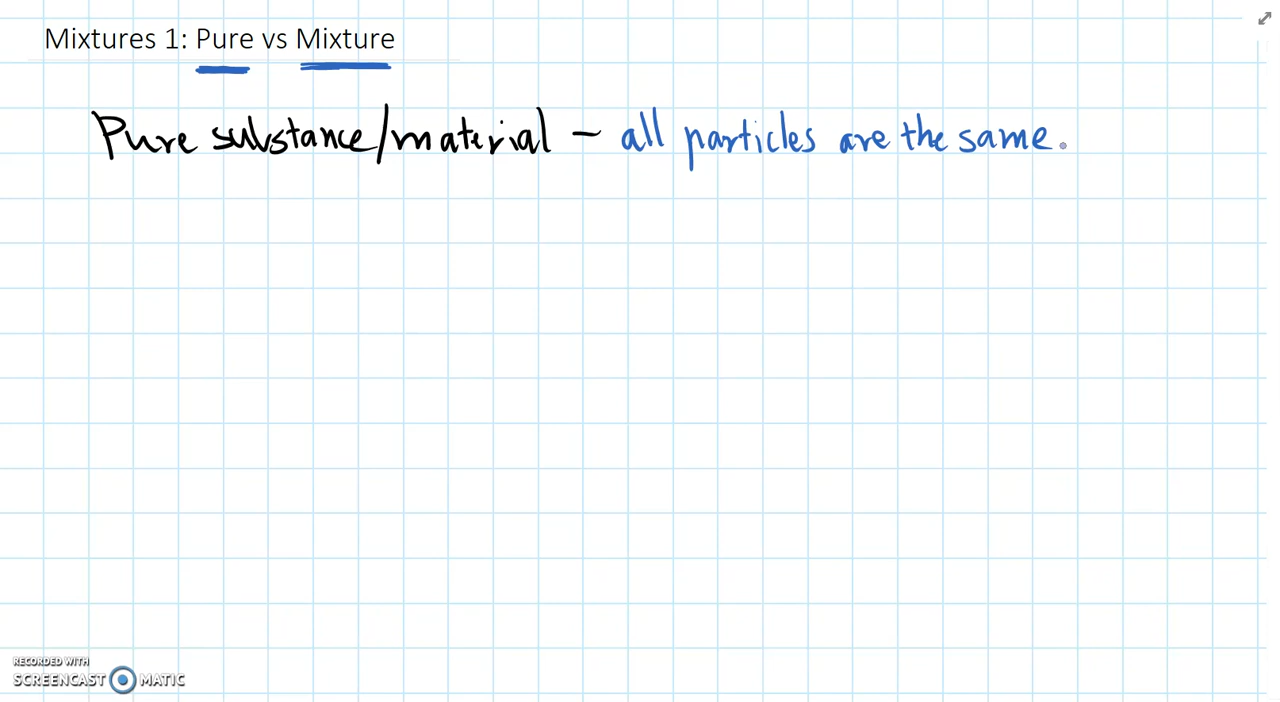 Mixtures 1: Pure vs Mixture
Pure substance/material – all particles are the same.
RECORDED WITH
SCREENCAST MATIC